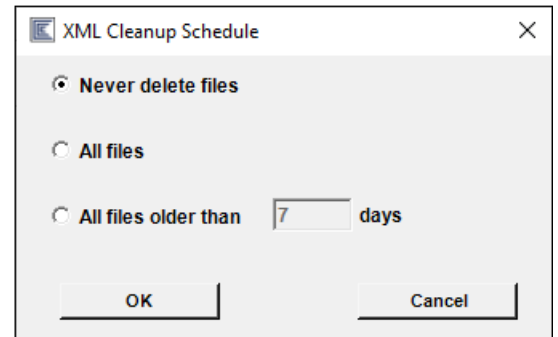 XML Cleanup Schedule
Never delete files
All files
All files older than 7 days
OK Cancel